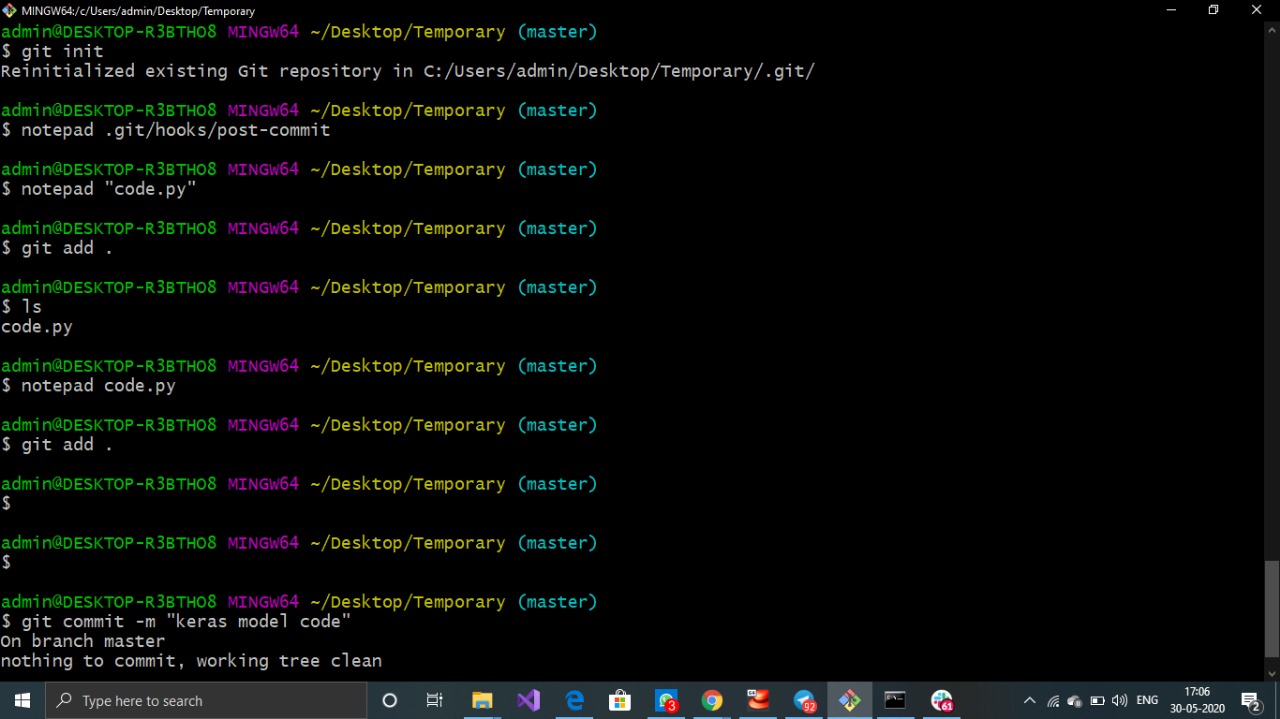 MINGW64:/c/Users/admin/Desktop/Temporary
admin@DESKTOP-R3BTHO8 MINGW64 ~/Desktop/Temporary (master)
$ git init
Reinitialized existing Git repository in C:/Users/admin/Desktop/Temporary/.git/
admin@DESKTOP-R3BTHO8 MINGW64 ~/Desktop/Temporary (master)
$ notepad .git/hooks/post-commit
admin@DESKTOP-R3BTHO8 MINGW64 ~/Desktop/Temporary (master)
$ notepad "code.py"
admin@DESKTOP-R3BTHO8 MINGW64 ~/Desktop/Temporary (master)
$ git add .
admin@DESKTOP-R3BTHO8 MINGW64 ~/Desktop/Temporary (master)
$ ls
code.py
admin@DESKTOP-R3BTHO8 MINGW64 ~/Desktop/Temporary (master)
$ notepad code.py
admin@DESKTOP-R3BTHO8 MINGW64 ~/Desktop/Temporary (master)
$ git add .
admin@DESKTOP-R3BTHO8 MINGW64 ~/Desktop/Temporary (master)
$
admin@DESKTOP-R3BTHO8 MINGW64 ~/Desktop/Temporary (master)
$
admin@DESKTOP-R3BTHO8 MINGW64 ~/Desktop/Temporary (master)
$ git commit -m "keras model code"
On branch master
nothing to commit, working tree clean
Type here to search
3
92
61
ENG
17:06
30-05-2020
2